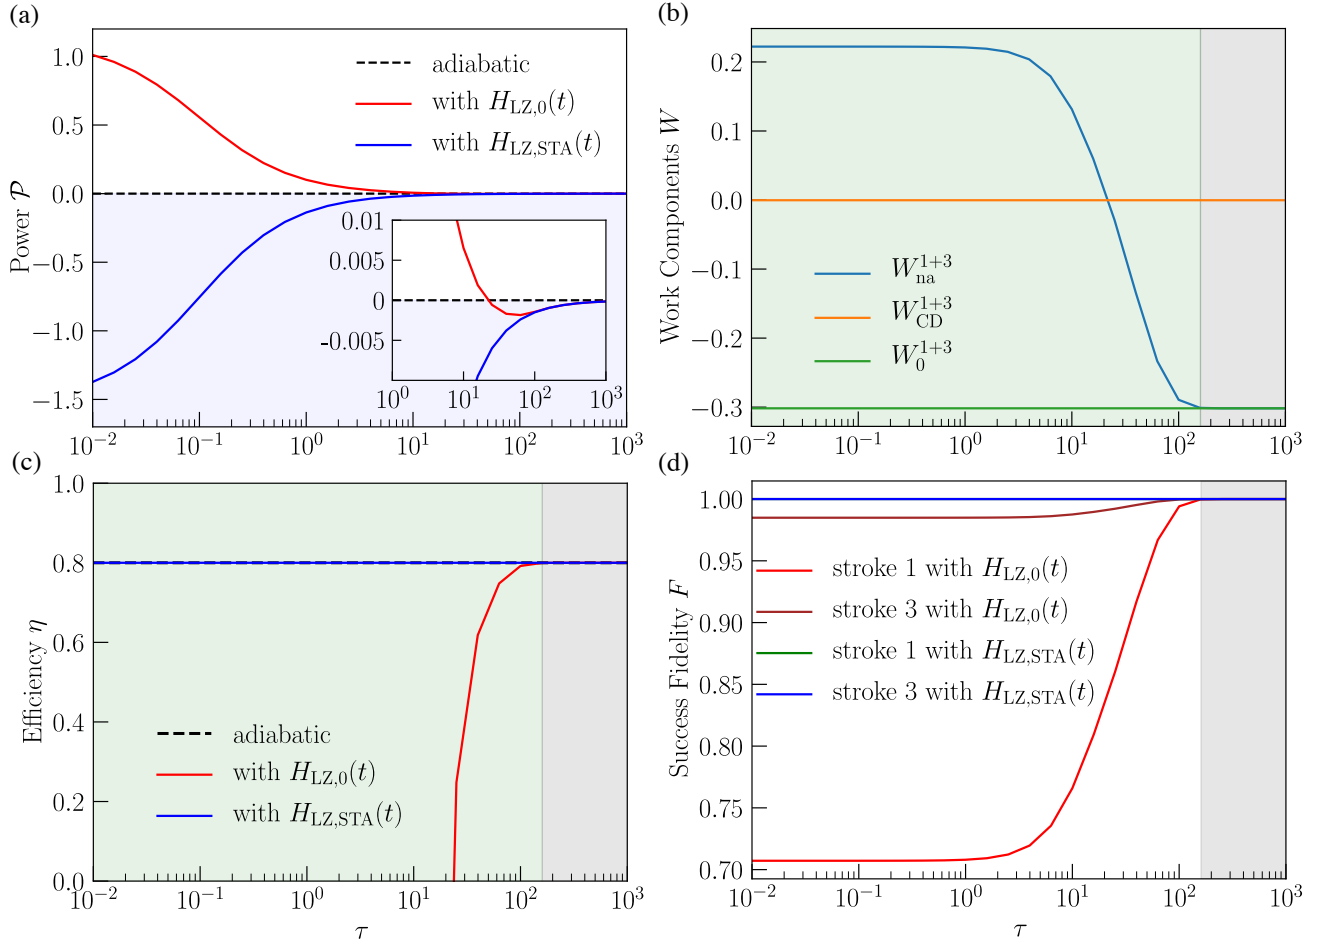 (a)
1.0
0.5
0.0
−0.5
−1.0
−1.5
Power 𝒫
adiabatic
with H_LZ,0(t)
with H_LZ,STA(t)
0.01
0.005
0
-0.005
10^0 10^1 10^2 10^3
10^−2 10^−1 10^0 10^1 10^2 10^3
(b)
0.2
0.1
0.0
−0.1
−0.2
−0.3
Work Components W
W_na^1+3
W_CD^1+3
W_0^1+3
10^−2 10^−1 10^0 10^1 10^2 10^3
(c)
1.0
0.8
0.6
0.4
0.2
0.0
Efficiency η
adiabatic
with H_LZ,0(t)
with H_LZ,STA(t)
10^−2 10^−1 10^0 10^1 10^2 10^3
τ
(d)
1.00
0.95
0.90
0.85
0.80
0.75
0.70
Success Fidelity F
stroke 1 with H_LZ,0(t)
stroke 3 with H_LZ,0(t)
stroke 1 with H_LZ,STA(t)
stroke 3 with H_LZ,STA(t)
10^−2 10^−1 10^0 10^1 10^2 10^3
τ